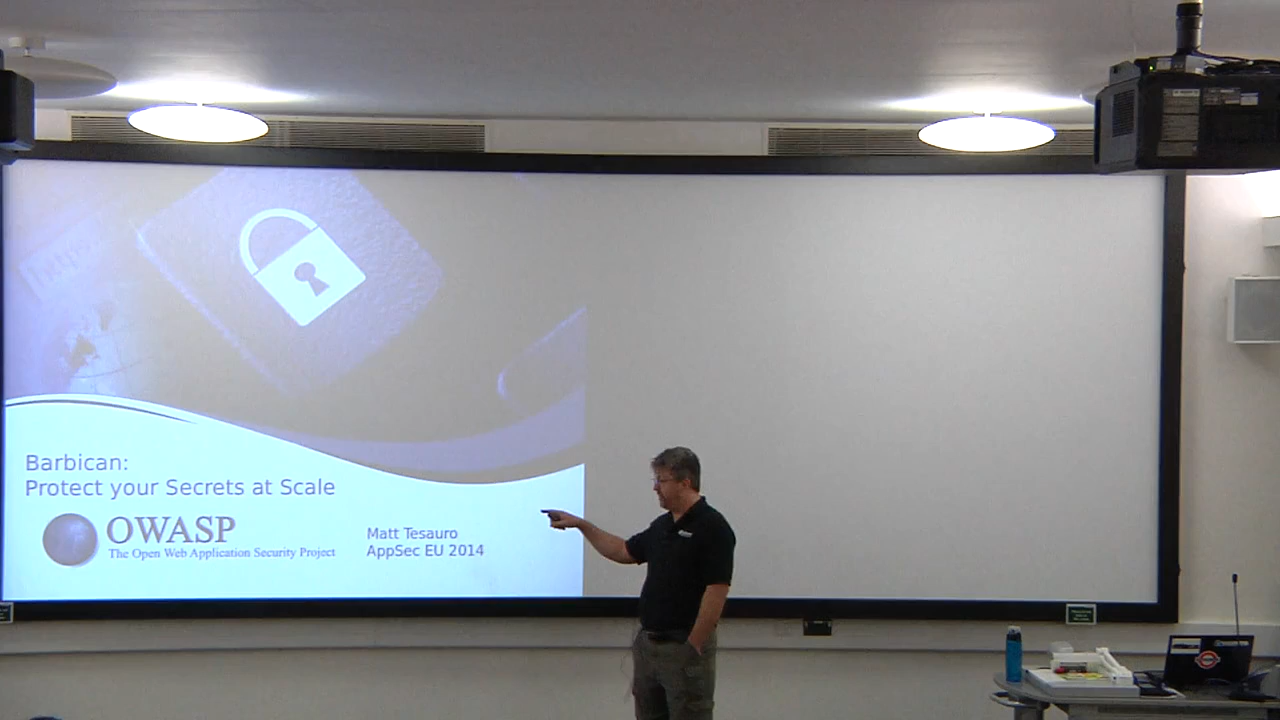 Barbican:
Protect your Secrets at Scale
OWASP
The Open Web Application Security Project
Matt Tesauro
AppSec EU 2014